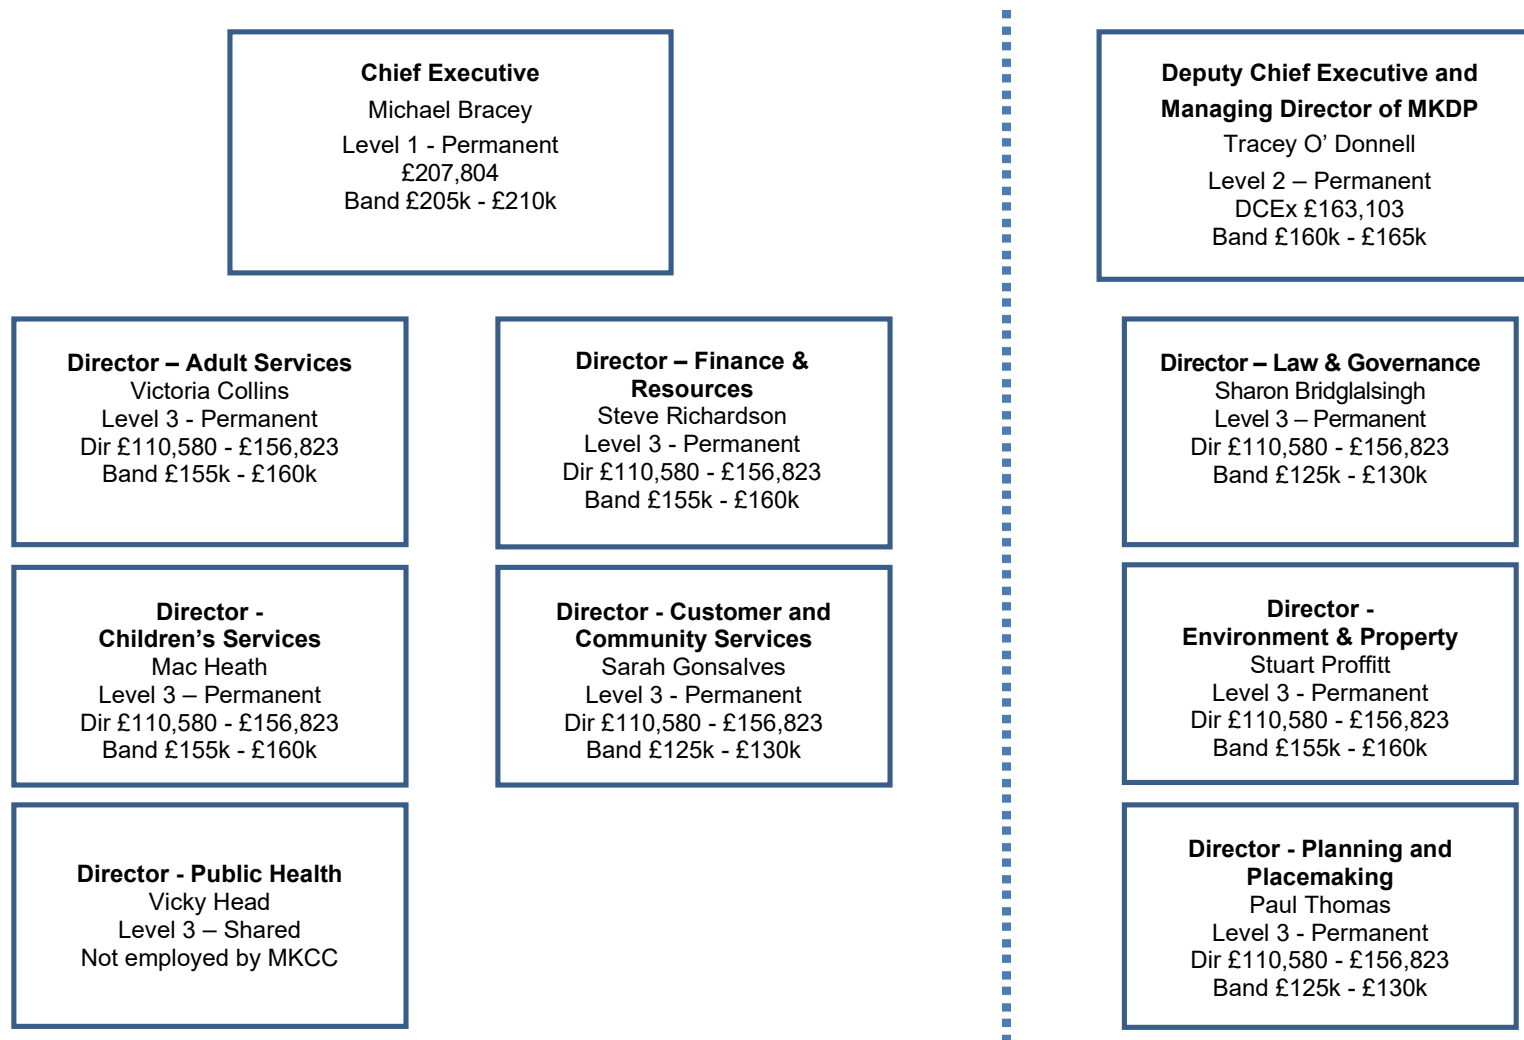 Chief Executive
Michael Bracey
Level 1 - Permanent
£207,804
Band £205k - £210k
Deputy Chief Executive and
Managing Director of MKDP
Tracey O’ Donnell
Level 2 – Permanent
DCEx £163,103
Band £160k - £165k
Director – Adult Services
Victoria Collins
Level 3 - Permanent
Dir £110,580 - £156,823
Band £155k - £160k
Director – Finance &
Resources
Steve Richardson
Level 3 - Permanent
Dir £110,580 - £156,823
Band £155k - £160k
Director – Law & Governance
Sharon Bridglalsingh
Level 3 – Permanent
Dir £110,580 - £156,823
Band £125k - £130k
Director -
Children’s Services
Mac Heath
Level 3 – Permanent
Dir £110,580 - £156,823
Band £155k - £160k
Director - Customer and
Community Services
Sarah Gonsalves
Level 3 - Permanent
Dir £110,580 - £156,823
Band £125k - £130k
Director -
Environment & Property
Stuart Proffitt
Level 3 - Permanent
Dir £110,580 - £156,823
Band £155k - £160k
Director - Public Health
Vicky Head
Level 3 – Shared
Not employed by MKCC
Director - Planning and
Placemaking
Paul Thomas
Level 3 - Permanent
Dir £110,580 - £156,823
Band £125k - £130k